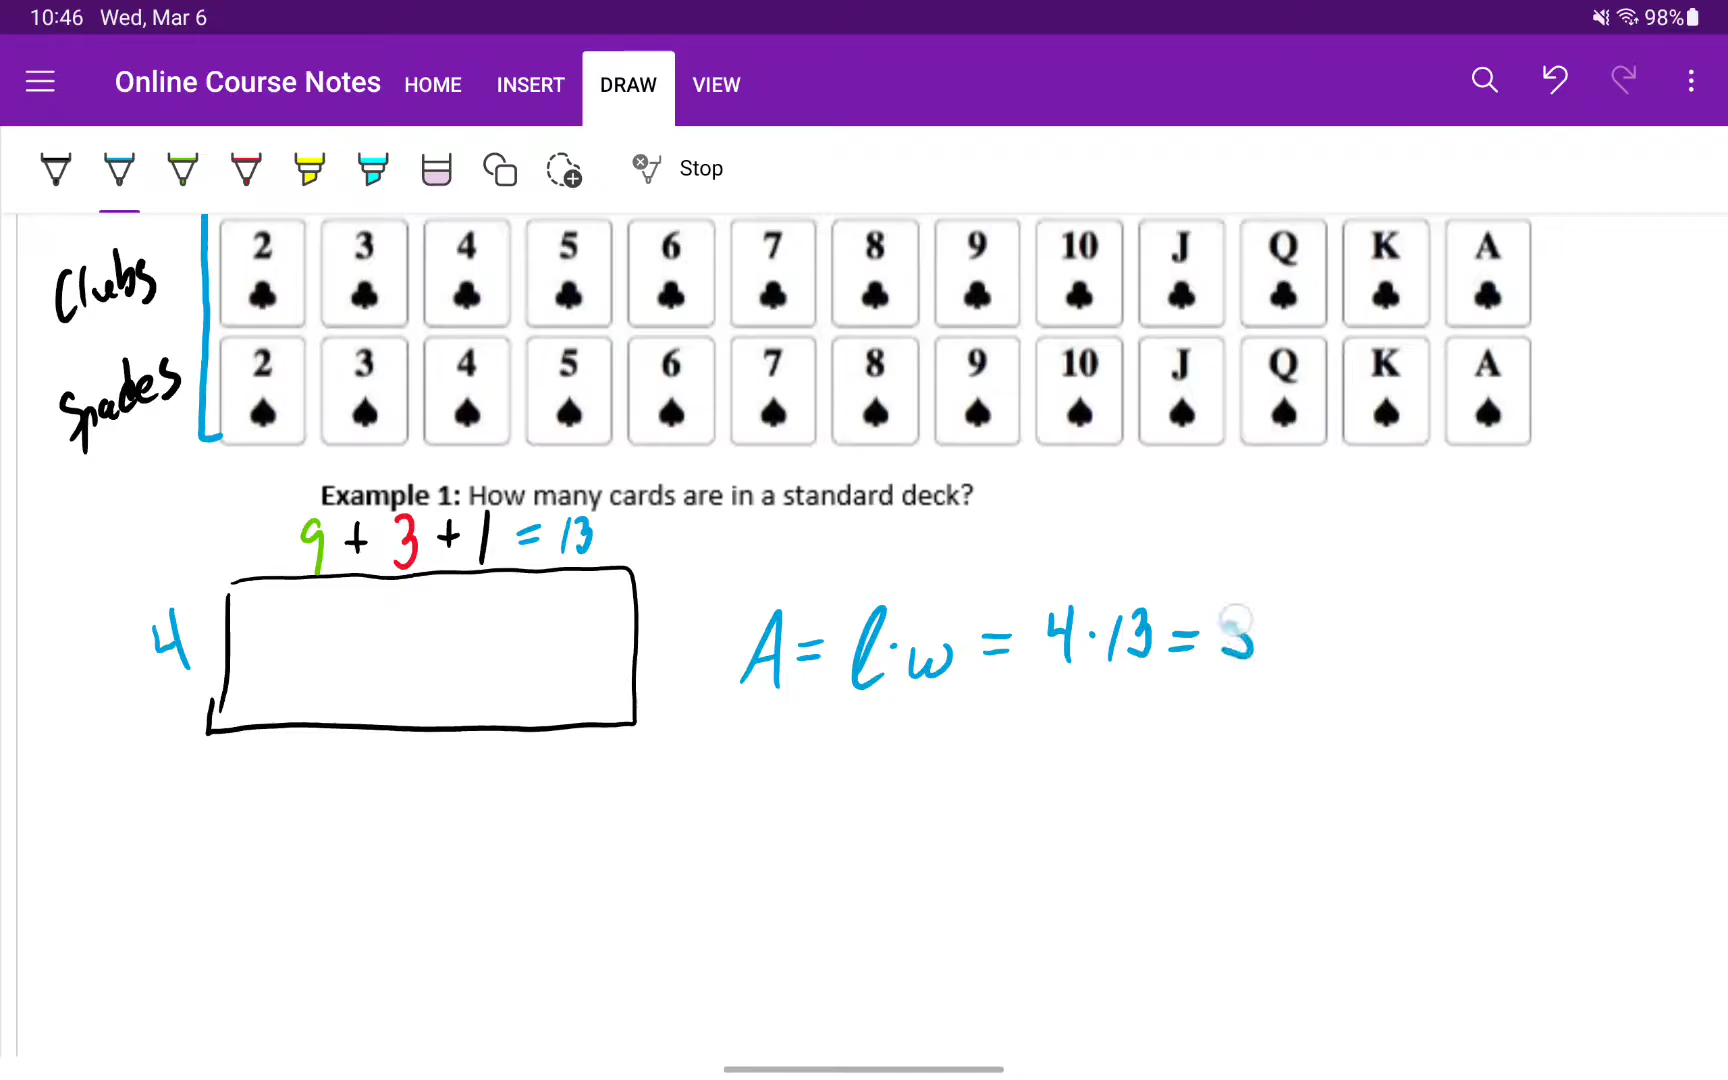 10:46 Wed, Mar 6 98%
Online Course Notes HOME INSERT DRAW VIEW
Stop
Clubs
2 3 4 5 6 7 8 9 10 J Q K A
Spades
2 3 4 5 6 7 8 9 10 J Q K A
Example 1: How many cards are in a standard deck?
9 + 3 + 1 = 13
4
A = l · w = 4 · 13 =